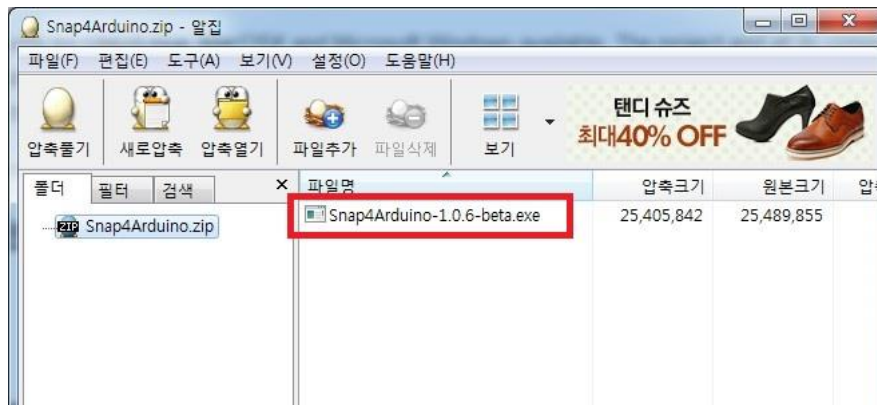 Snap4Arduino.zip - 알집
파일(F) 편집(E) 도구(A) 보기(V) 설정(O) 도움말(H)
압축풀기 새로압축 압축열기 파일추가 파일삭제 보기
탠디 슈즈
최대40% OFF
폴더 필터 검색 ×
ZIP Snap4Arduino.zip
파일명 압축크기 원본크기
Snap4Arduino-1.0.6-beta.exe 25,405,842 25,489,855